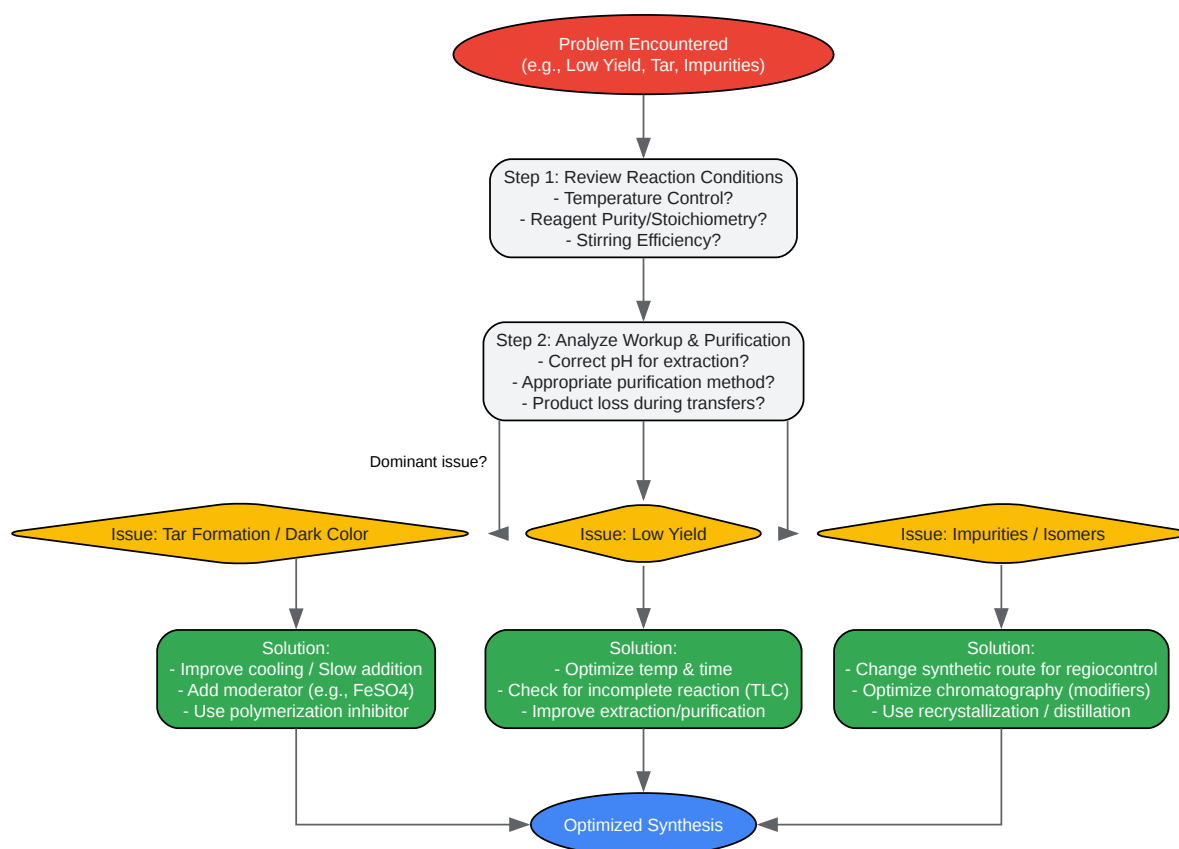 Problem Encountered
(e.g., Low Yield, Tar, Impurities)
Step 1: Review Reaction Conditions
- Temperature Control?
- Reagent Purity/Stoichiometry?
- Stirring Efficiency?
Step 2: Analyze Workup & Purification
- Correct pH for extraction?
- Appropriate purification method?
- Product loss during transfers?
Dominant issue?
Issue: Tar Formation / Dark Color
Issue: Low Yield
Issue: Impurities / Isomers
Solution:
- Improve cooling / Slow addition
- Add moderator (e.g., FeSO4)
- Use polymerization inhibitor
Solution:
- Optimize temp & time
- Check for incomplete reaction (TLC)
- Improve extraction/purification
Solution:
- Change synthetic route for regiocontrol
- Optimize chromatography (modifiers)
- Use recrystallization / distillation
Optimized Synthesis